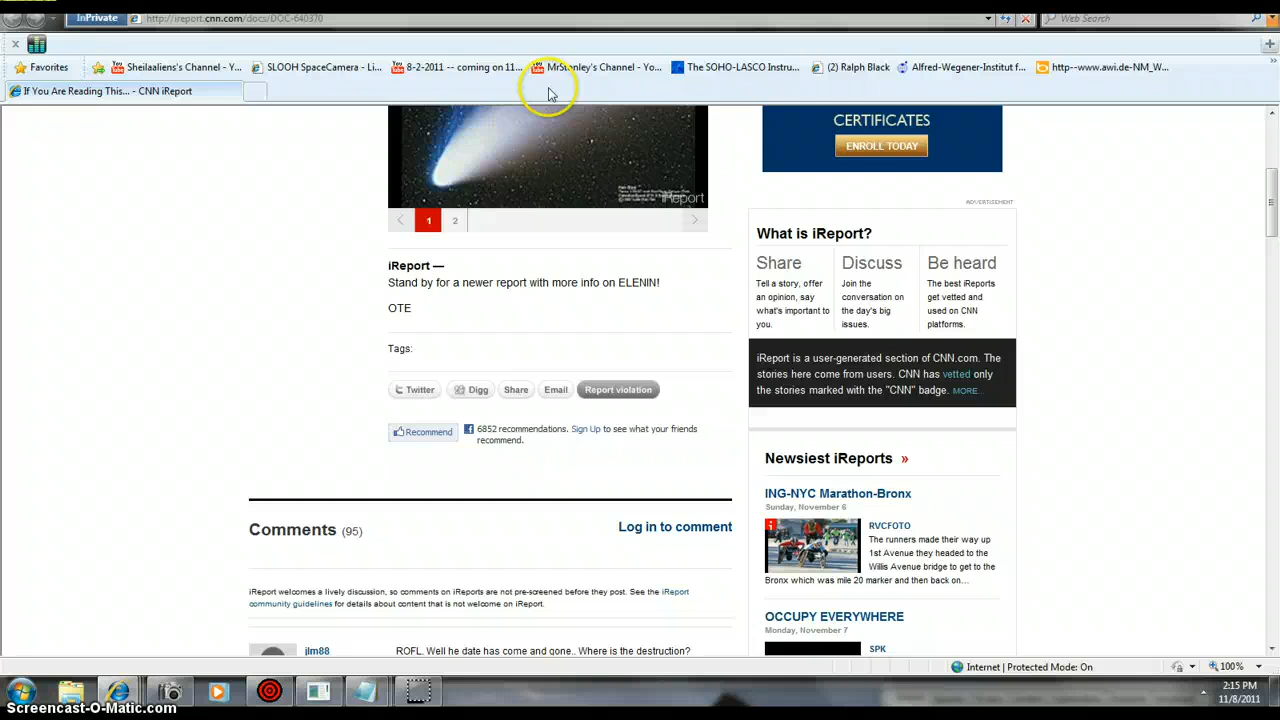 InPrivate http://ireport.cnn.com/docs/DOC-640370 Web Search
Favorites Sheilaaliens's Channel - Y... SLOOH SpaceCamera - Li... 8-2-2011 -- coming on 11... MrStanley's Channel - Yo... The SOHO-LASCO Instru... (2) Ralph Black Alfred-Wegener-Institut f... http--www.awi.de-NM_W...
If You Are Reading This... - CNN iReport
CERTIFICATES
ENROLL TODAY
iReport
1 2
ADVERTISEMENT
iReport —
Stand by for a newer report with more info on ELENIN!
OTE
Tags:
Twitter Digg Share Email Report violation
Recommend 6852 recommendations. Sign Up to see what your friends
recommend.
What is iReport?
Share
Tell a story, offer
an opinion, say
what's important to
you.
Discuss
Join the
conversation on
the day's big
issues.
Be heard
The best iReports
get vetted and
used on CNN
platforms.
iReport is a user-generated section of CNN.com. The
stories here come from users. CNN has vetted only
the stories marked with the "CNN" badge. MORE...
Newsiest iReports »
ING-NYC Marathon-Bronx
Sunday, November 6
RVCFOTO
The runners made their way up
1st Avenue they headed to the
Willis Avenue bridge to get to the
Bronx which was mile 20 marker and then back on...
OCCUPY EVERYWHERE
Monday, November 7
SPK
Comments (95) Log in to comment
iReport welcomes a lively discussion, so comments on iReports are not pre-screened before they post. See the iReport
community guidelines for details about content that is not welcome on iReport.
jlm88 ROFL. Well he date has come and gone.. Where is the destruction?
Internet | Protected Mode: On 100%
2:15 PM
11/8/2011
Screencast-O-Matic.com